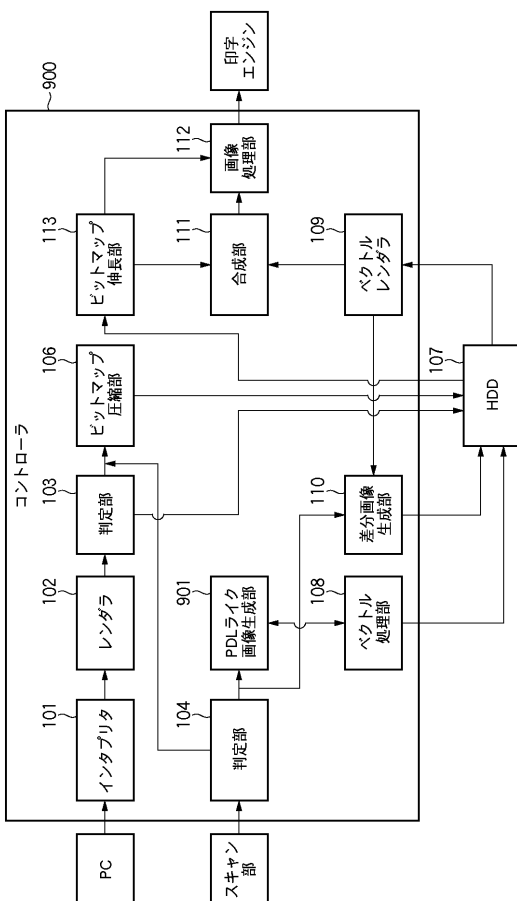 900
コントローラ
PC
101
インタプリタ
102
レンダラ
103
判定部
106
ビットマップ
圧縮部
113
ビットマップ
伸長部
112
画像
処理部
印字
エンジン
111
合成部
スキャン
部
104
判定部
901
PDLライク
画像生成部
108
ベクトル
処理部
110
差分画像
生成部
109
ベクトル
レンダラ
107
HDD